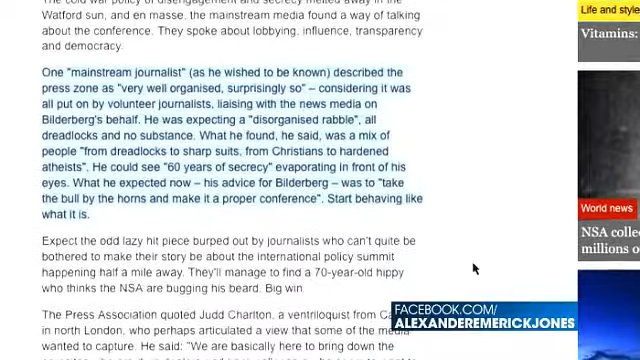 The cold war policy of disengagement and secrecy melted away in the
Watford sun, and en masse, the mainstream media found a way of talking
about the conference. They spoke about lobbying, influence, transparency
and democracy.
One "mainstream journalist" (as he wished to be known) described the
press zone as "very well organised, surprisingly so" – considering it was
all put on by volunteer journalists, liaising with the news media on
Bilderberg's behalf. He was expecting a "disorganised rabble", all
dreadlocks and no substance. What he found, he said, was a mix of
people "from dreadlocks to sharp suits, from Christians to hardened
atheists". He could see "60 years of secrecy" evaporating in front of his
eyes. What he expected now – his advice for Bilderberg – was to "take
the bull by the horns and make it a proper conference". Start behaving like
what it is.
Expect the odd lazy hit piece burped out by journalists who can't quite be
bothered to make their story be about the international policy summit
happening half a mile away. They'll manage to find a 70-year-old hippy
who thinks the NSA are bugging his beard. Big win.
The Press Association quoted Judd Charlton, a ventriloquist from
in north London, who perhaps articulated a view that some of the
wanted to capture. He said: "We are basically here to bring down the
Life and style
Vitamins:
World news
NSA
millions
FACEBOOK.COM/
ALEXANDEREMERICKJONES